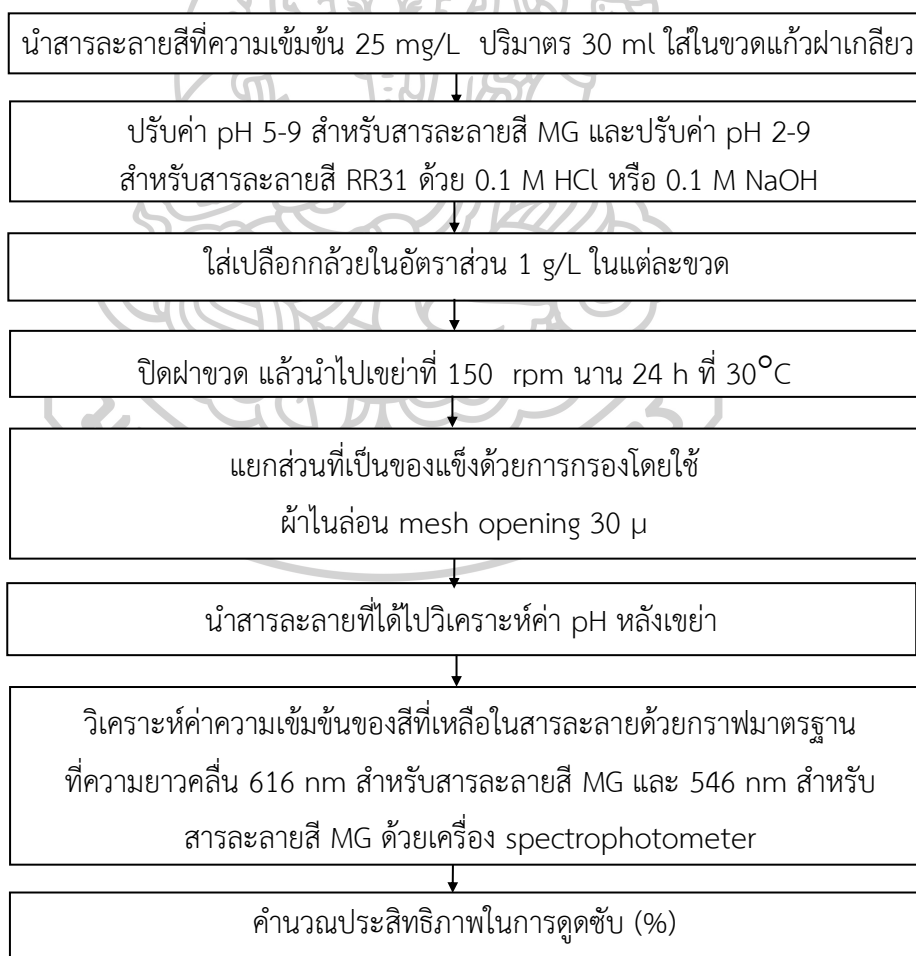 นำสารละลายสีที่ความเข้มข้น 25 mg/L ปริมาตร 30 ml ใส่ในขวดแก้วฝาเกลียว
ปรับค่า pH 5-9 สำหรับสารละลายสี MG และปรับค่า pH 2-9
สำหรับสารละลายสี RR31 ด้วย 0.1 M HCl หรือ 0.1 M NaOH
ใส่เปลือกกล้วยในอัตราส่วน 1 g/L ในแต่ละขวด
ปิดฝาขวด แล้วนำไปเขย่าที่ 150 rpm นาน 24 h ที่ 30°C
แยกส่วนที่เป็นของแข็งด้วยการกรองโดยใช้
ผ้าไนล่อน mesh opening 30 µ
นำสารละลายที่ได้ไปวิเคราะห์ค่า pH หลังเขย่า
วิเคราะห์ค่าความเข้มข้นของสีที่เหลือในสารละลายด้วยกราฟมาตรฐาน
ที่ความยาวคลื่น 616 nm สำหรับสารละลายสี MG และ 546 nm สำหรับ
สารละลายสี MG ด้วยเครื่อง spectrophotometer
คำนวณประสิทธิภาพในการดูดซับ (%)